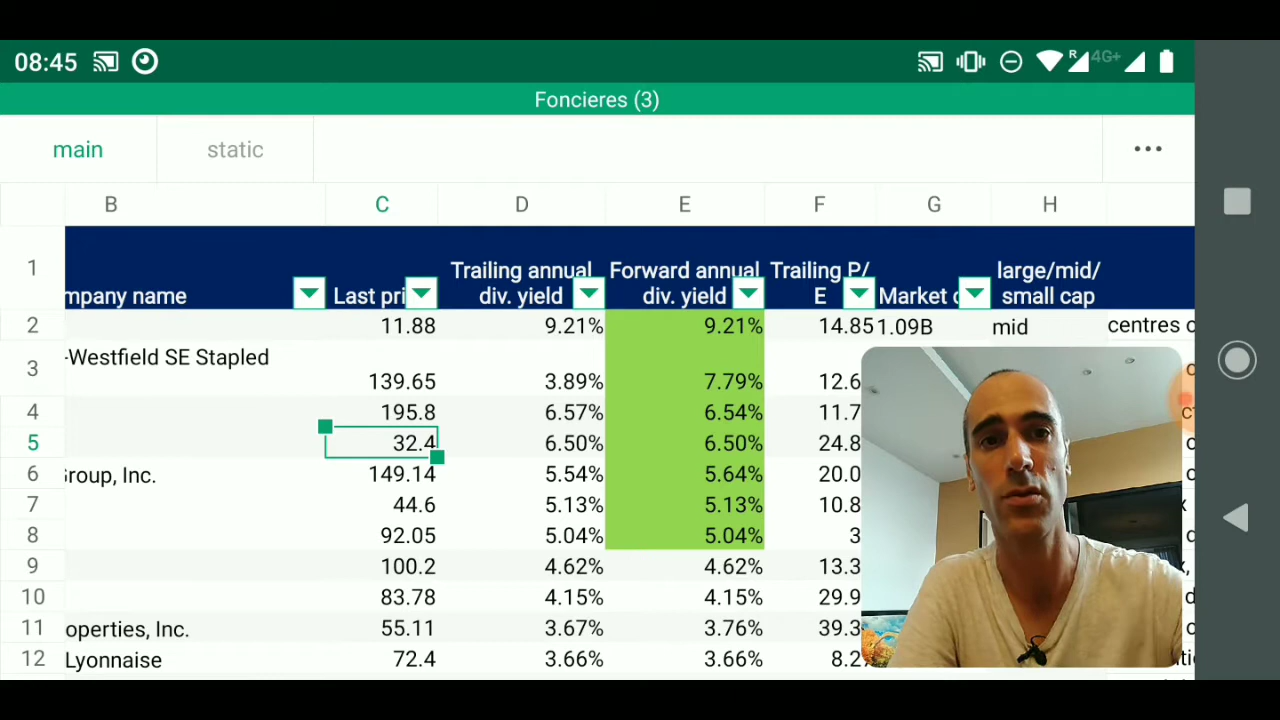 08:45 R 4G+
Foncieres (3)
main static
B C D E F G H
1 mpany name Last pri Trailing annual div. yield Forward annual div. yield Trailing P/ E Market c large/mid/ small cap
2 11.88 9.21% 9.21% 14.85 1.09B mid centres
3 -Westfield SE Stapled 139.65 3.89% 7.79% 12.6
4 195.8 6.57% 6.54% 11.7
5 32.4 6.50% 6.50% 24.8
6 Group, Inc. 149.14 5.54% 5.64% 20.0
7 44.6 5.13% 5.13% 10.8
8 92.05 5.04% 5.04% 3
9 100.2 4.62% 4.62% 13.3
10 83.78 4.15% 4.15% 29.9
11 operties, Inc. 55.11 3.67% 3.76% 39.3
12 Lyonnaise 72.4 3.66% 3.66% 8.2